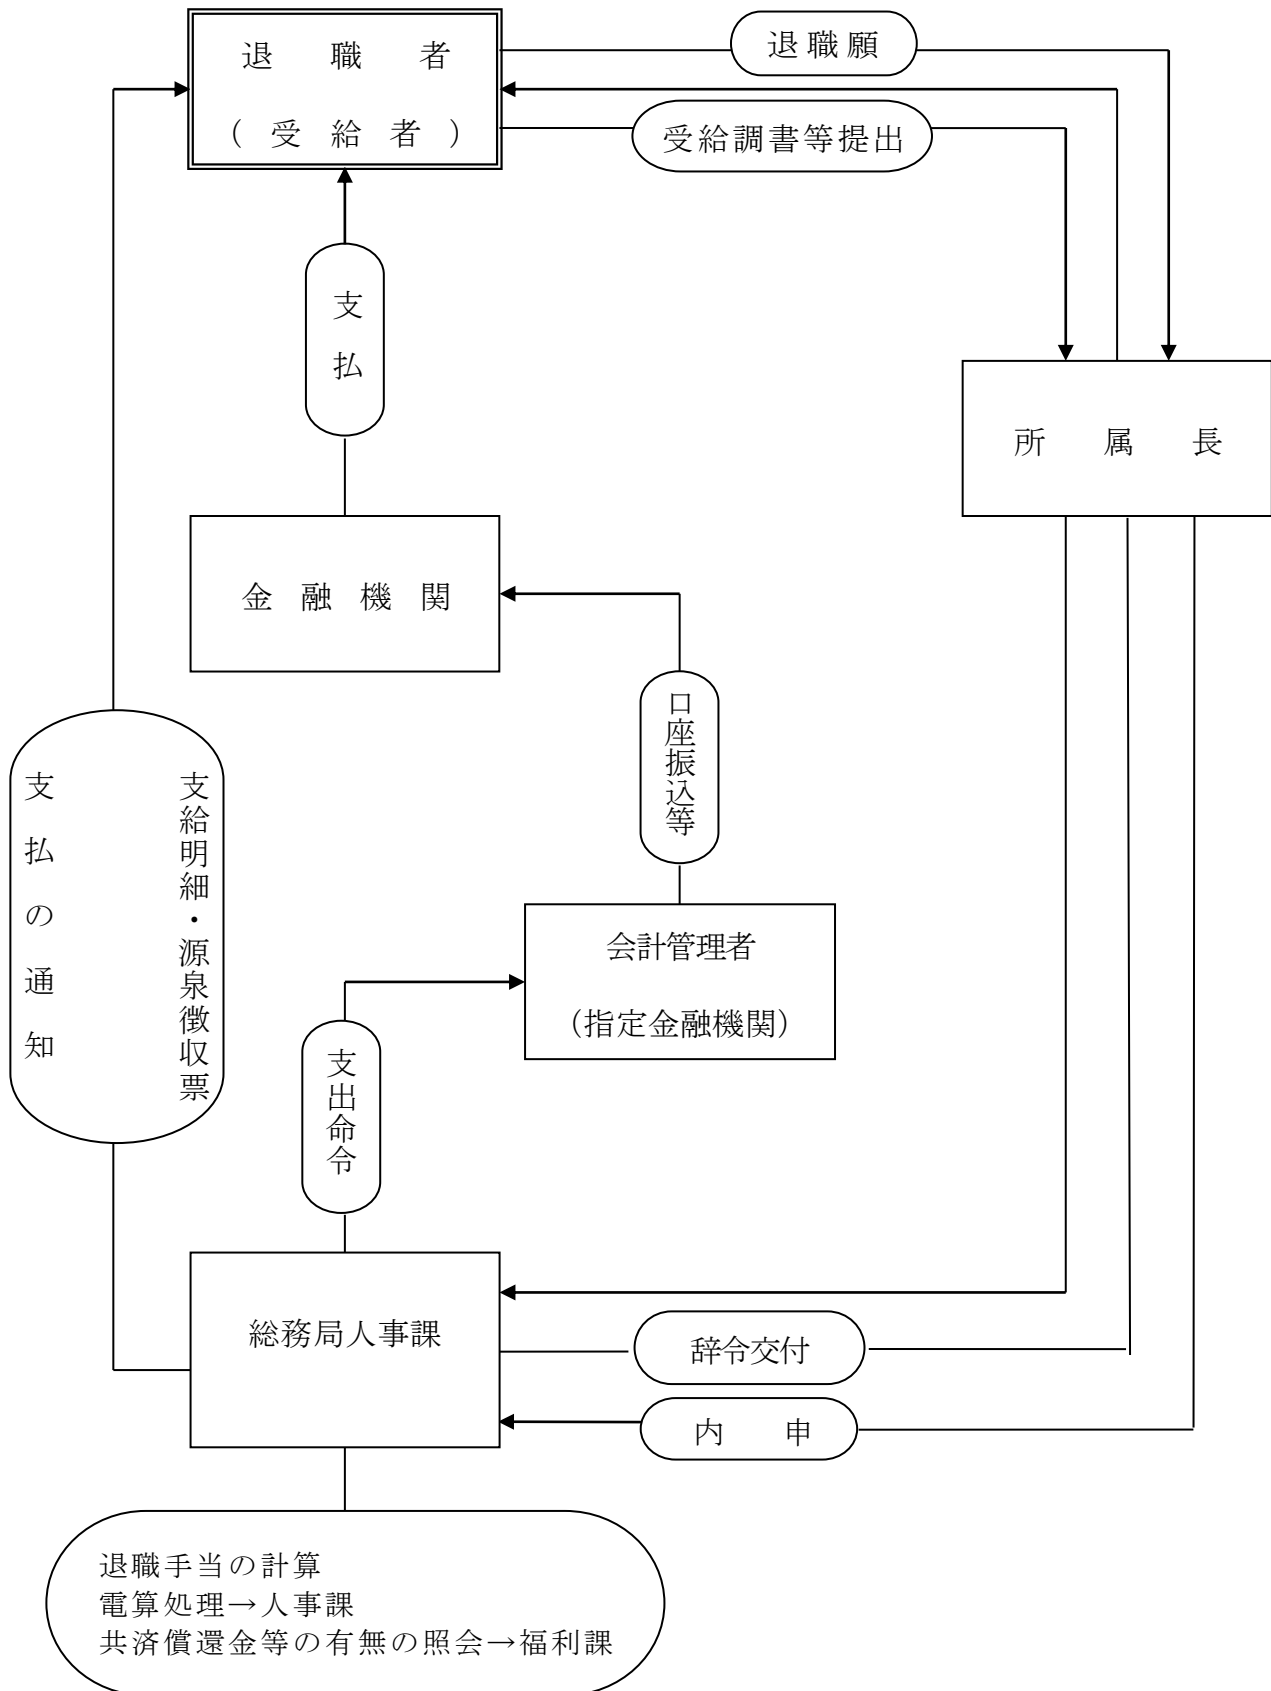 退職者
(受給者)
退職願
受給調書等提出
支払
所属長
金融機関
口座振込等
支払の通知
支給明細・源泉徴収票
会計管理者
(指定金融機関)
支出命令
総務局人事課
辞令交付
内申
退職手当の計算
電算処理→人事課
共済償還金等の有無の照会→福利課